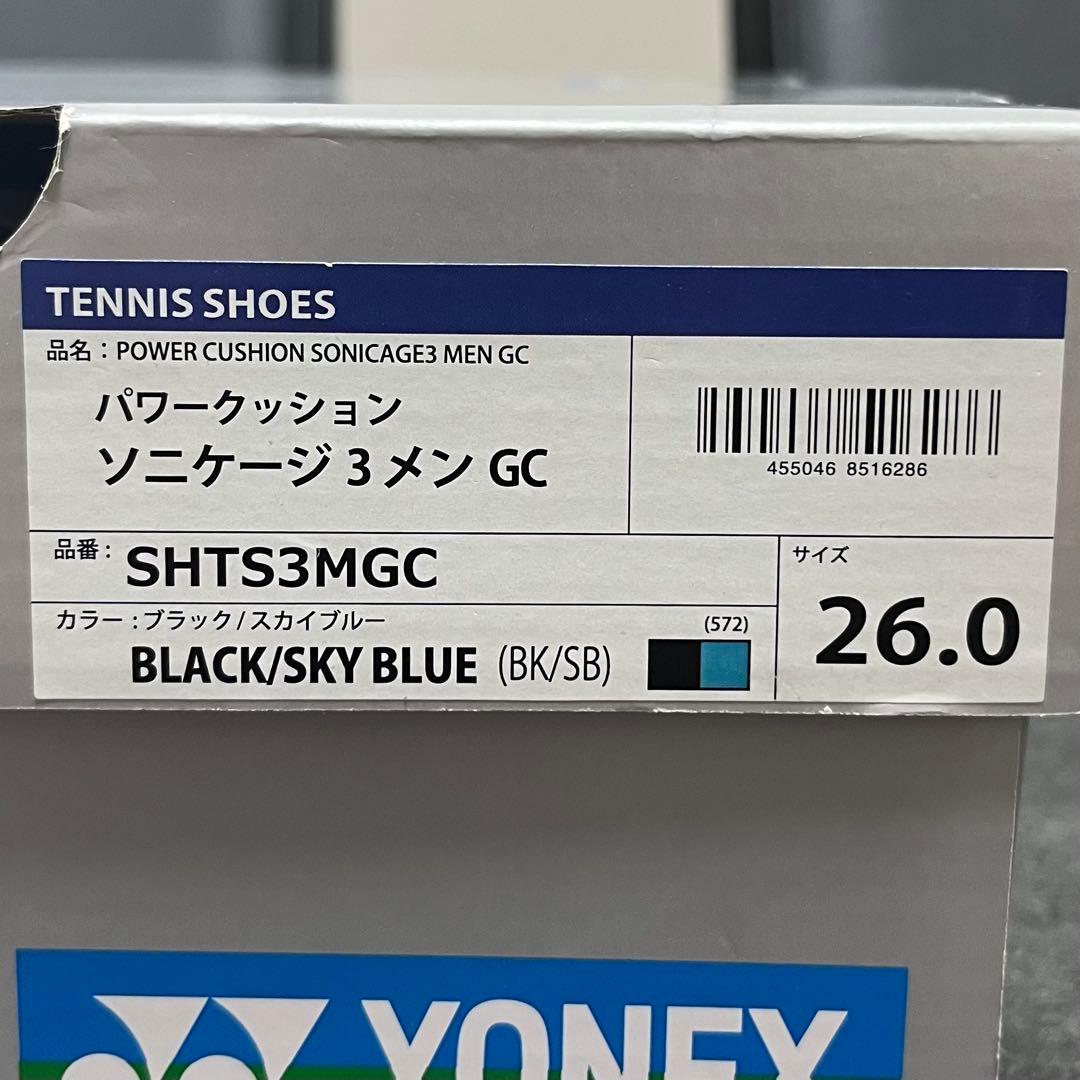 TENNIS SHOES
品名：POWER CUSHION SONICAGE3 MEN GC
パワークッション
ソニケージ 3 メン GC
455046 8516286
品番：SHTS3MGC
サイズ
26.0
カラー：ブラック/スカイブルー
(572)
BLACK/SKY BLUE (BK/SB)
YONEX